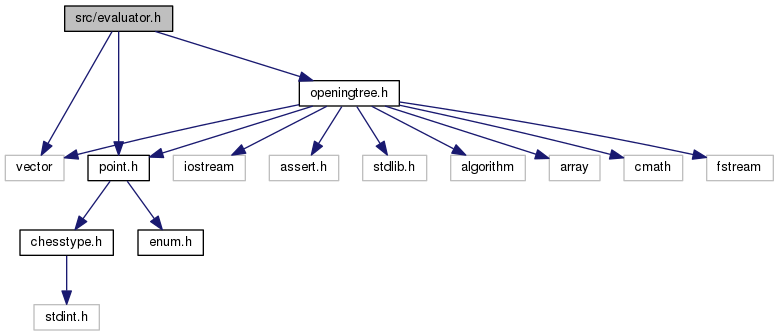 src/evaluator.h
openingtree.h
vector
point.h
iostream
assert.h
stdlib.h
algorithm
array
cmath
fstream
chesstype.h
enum.h
stdint.h